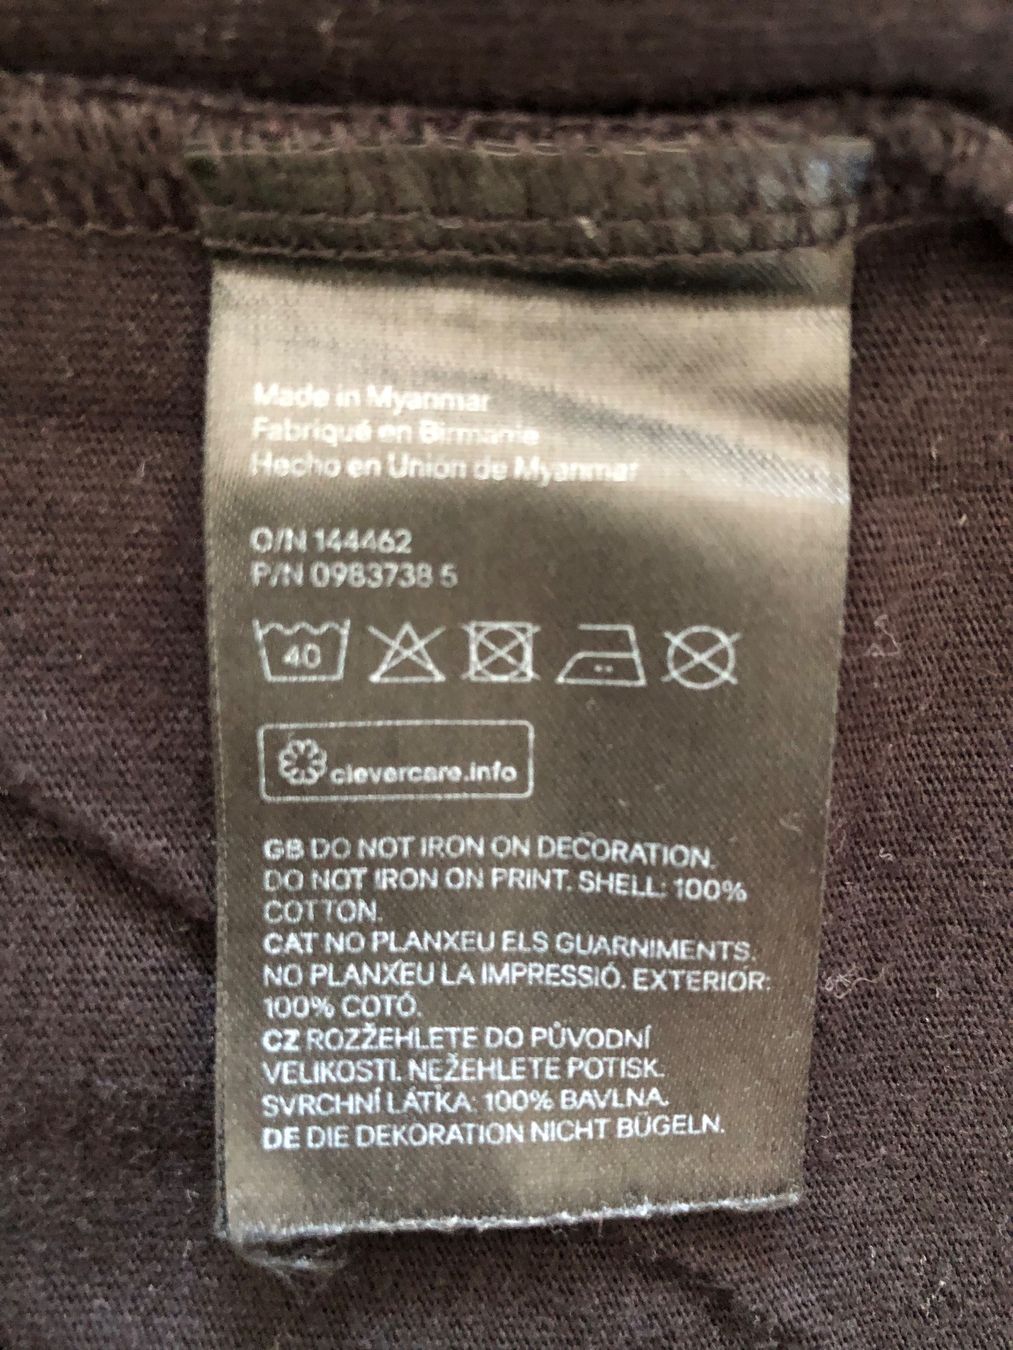 Made in Myanmar
Fabriqué en Birmanie
Hecho en Unión de Myanmar
O/N 144462
P/N 0983738 5
40
clevercare.info
GB DO NOT IRON ON DECORATION.
DO NOT IRON ON PRINT. SHELL: 100%
COTTON.
CAT NO PLANXEU ELS GUARNIMENTS.
NO PLANXEU LA IMPRESSIÓ. EXTERIOR:
100% COTÓ.
CZ ROZŽEHLETE DO PŮVODNÍ
VELIKOSTI. NEŽEHLETE POTISK.
SVRCHNÍ LÁTKA: 100% BAVLNA.
DE DIE DEKORATION NICHT BÜGELN.